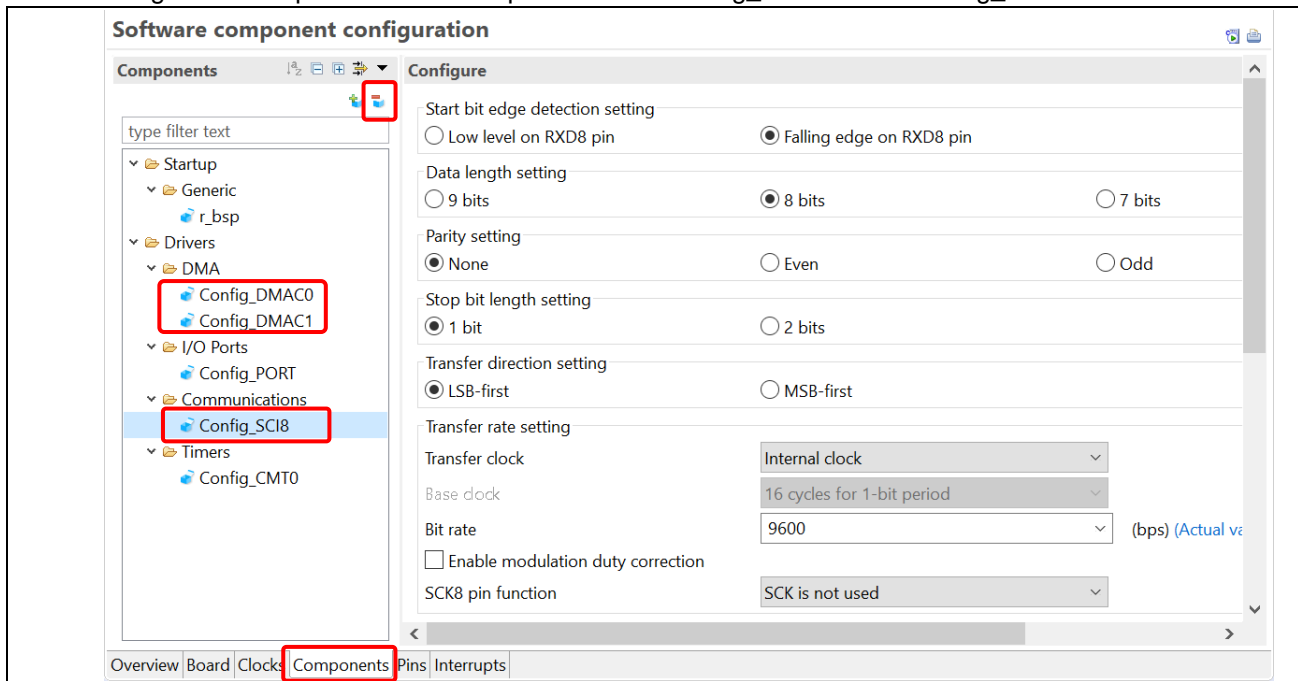 Software component configuration
Components
Configure
type filter text
Startup
Generic
r_bsp
Drivers
DMA
Config_DMAC0
Config_DMAC1
I/O Ports
Config_PORT
Communications
Config_SCI8
Timers
Config_CMT0
Start bit edge detection setting
Low level on RXD8 pin Falling edge on RXD8 pin
Data length setting
9 bits 8 bits 7 bits
Parity setting
None Even Odd
Stop bit length setting
1 bit 2 bits
Transfer direction setting
LSB-first MSB-first
Transfer rate setting
Transfer clock Internal clock
Base clock 16 cycles for 1-bit period
Bit rate 9600 (bps) (Actual va
Enable modulation duty correction
SCK8 pin function SCK is not used
Overview Board Clocks Components Pins Interrupts